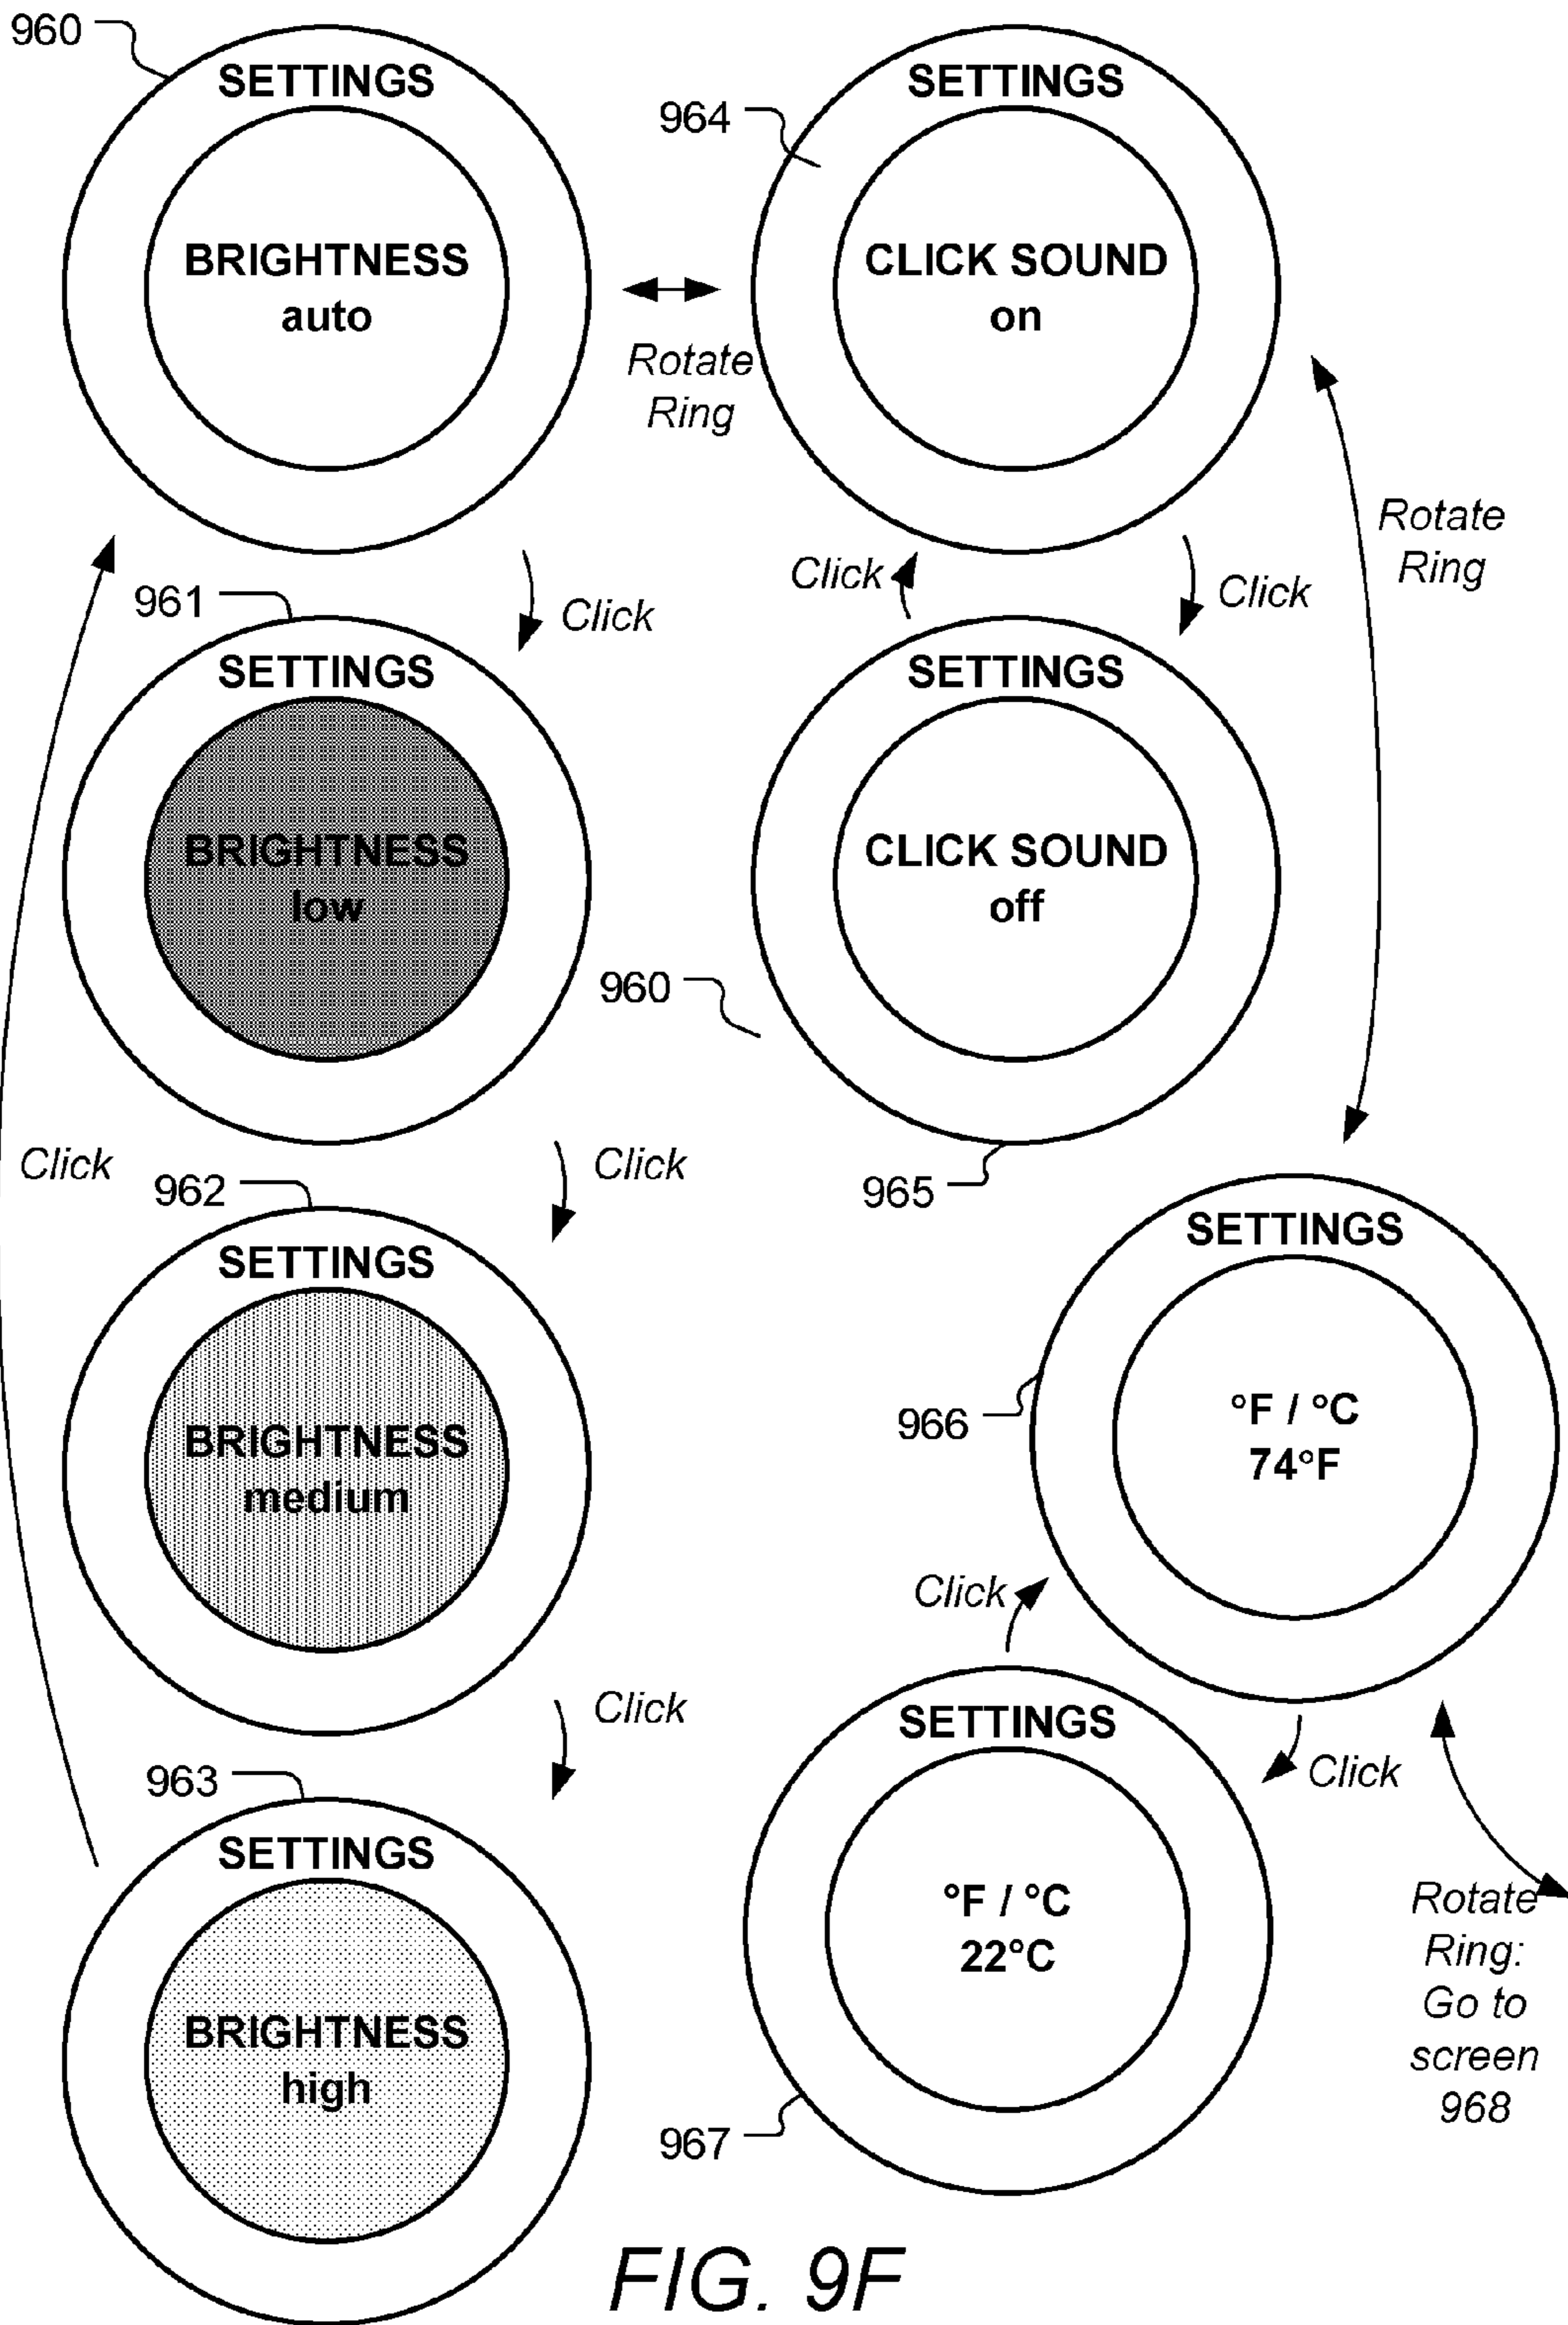 960
SETTINGS
BRIGHTNESS
auto
Rotate
Ring
964
SETTINGS
CLICK SOUND
on
Rotate
Ring
Click
961
SETTINGS
BRIGHTNESS
low
Click
Click
SETTINGS
CLICK SOUND
off
960
965
Click
Click
962
SETTINGS
BRIGHTNESS
medium
SETTINGS
°F / °C
74°F
966
Click
963
SETTINGS
BRIGHTNESS
high
Click
Click
SETTINGS
°F / °C
22°C
967
Rotate
Ring:
Go to
screen
968
FIG. 9F